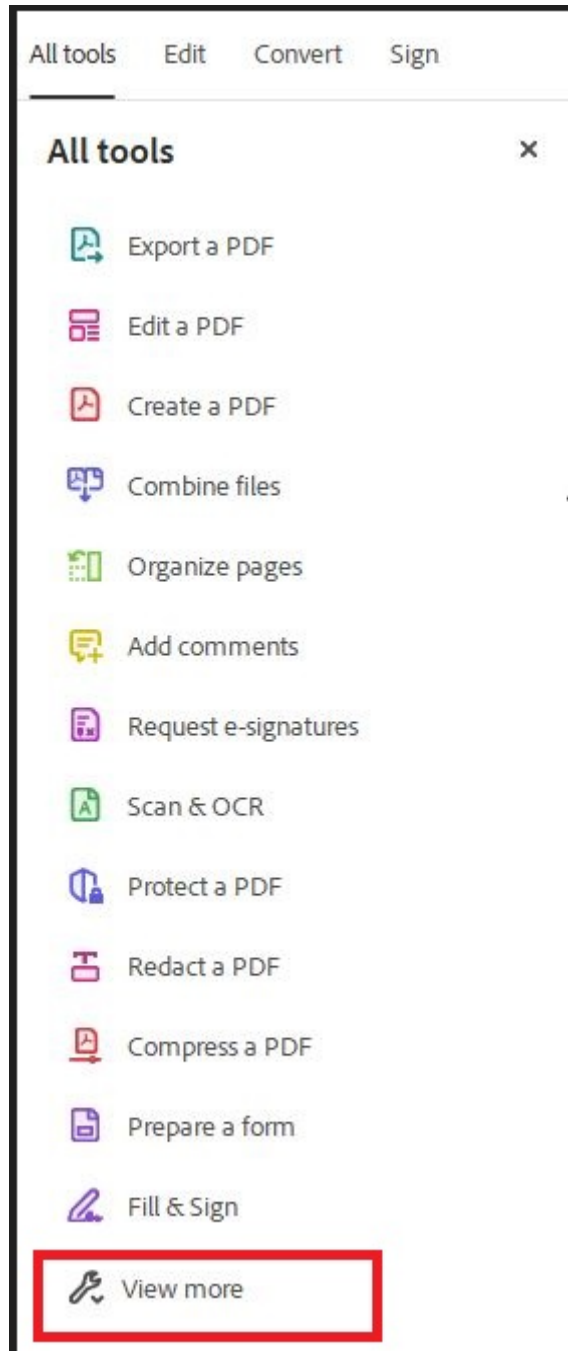 All tools Edit Convert Sign
All tools
Export a PDF
Edit a PDF
Create a PDF
Combine files
Organize pages
Add comments
Request e-signatures
Scan & OCR
Protect a PDF
Redact a PDF
Compress a PDF
Prepare a form
Fill & Sign
View more